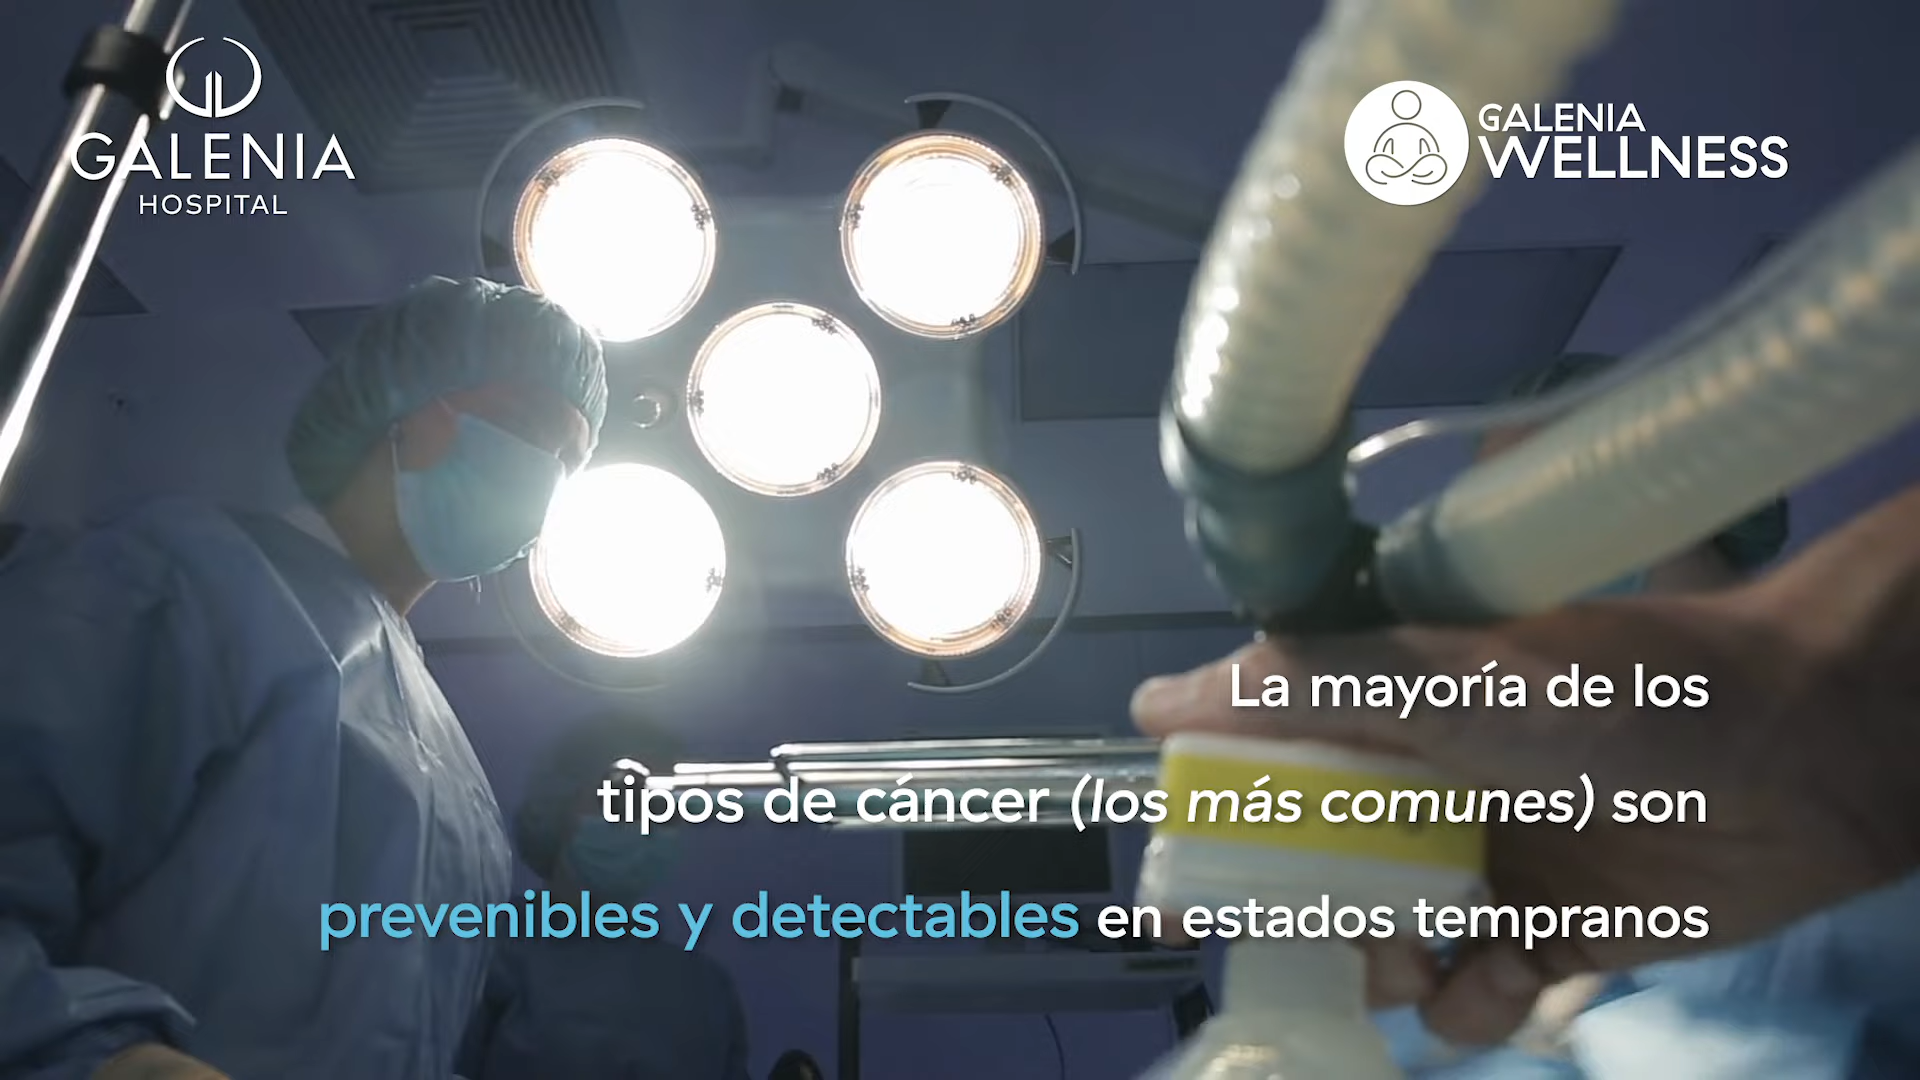 GALENIA
HOSPITAL
GALENIA
WELLNESS
La mayoría de los
tipos de cáncer (los más comunes) son
prevenibles y detectables en estados tempranos